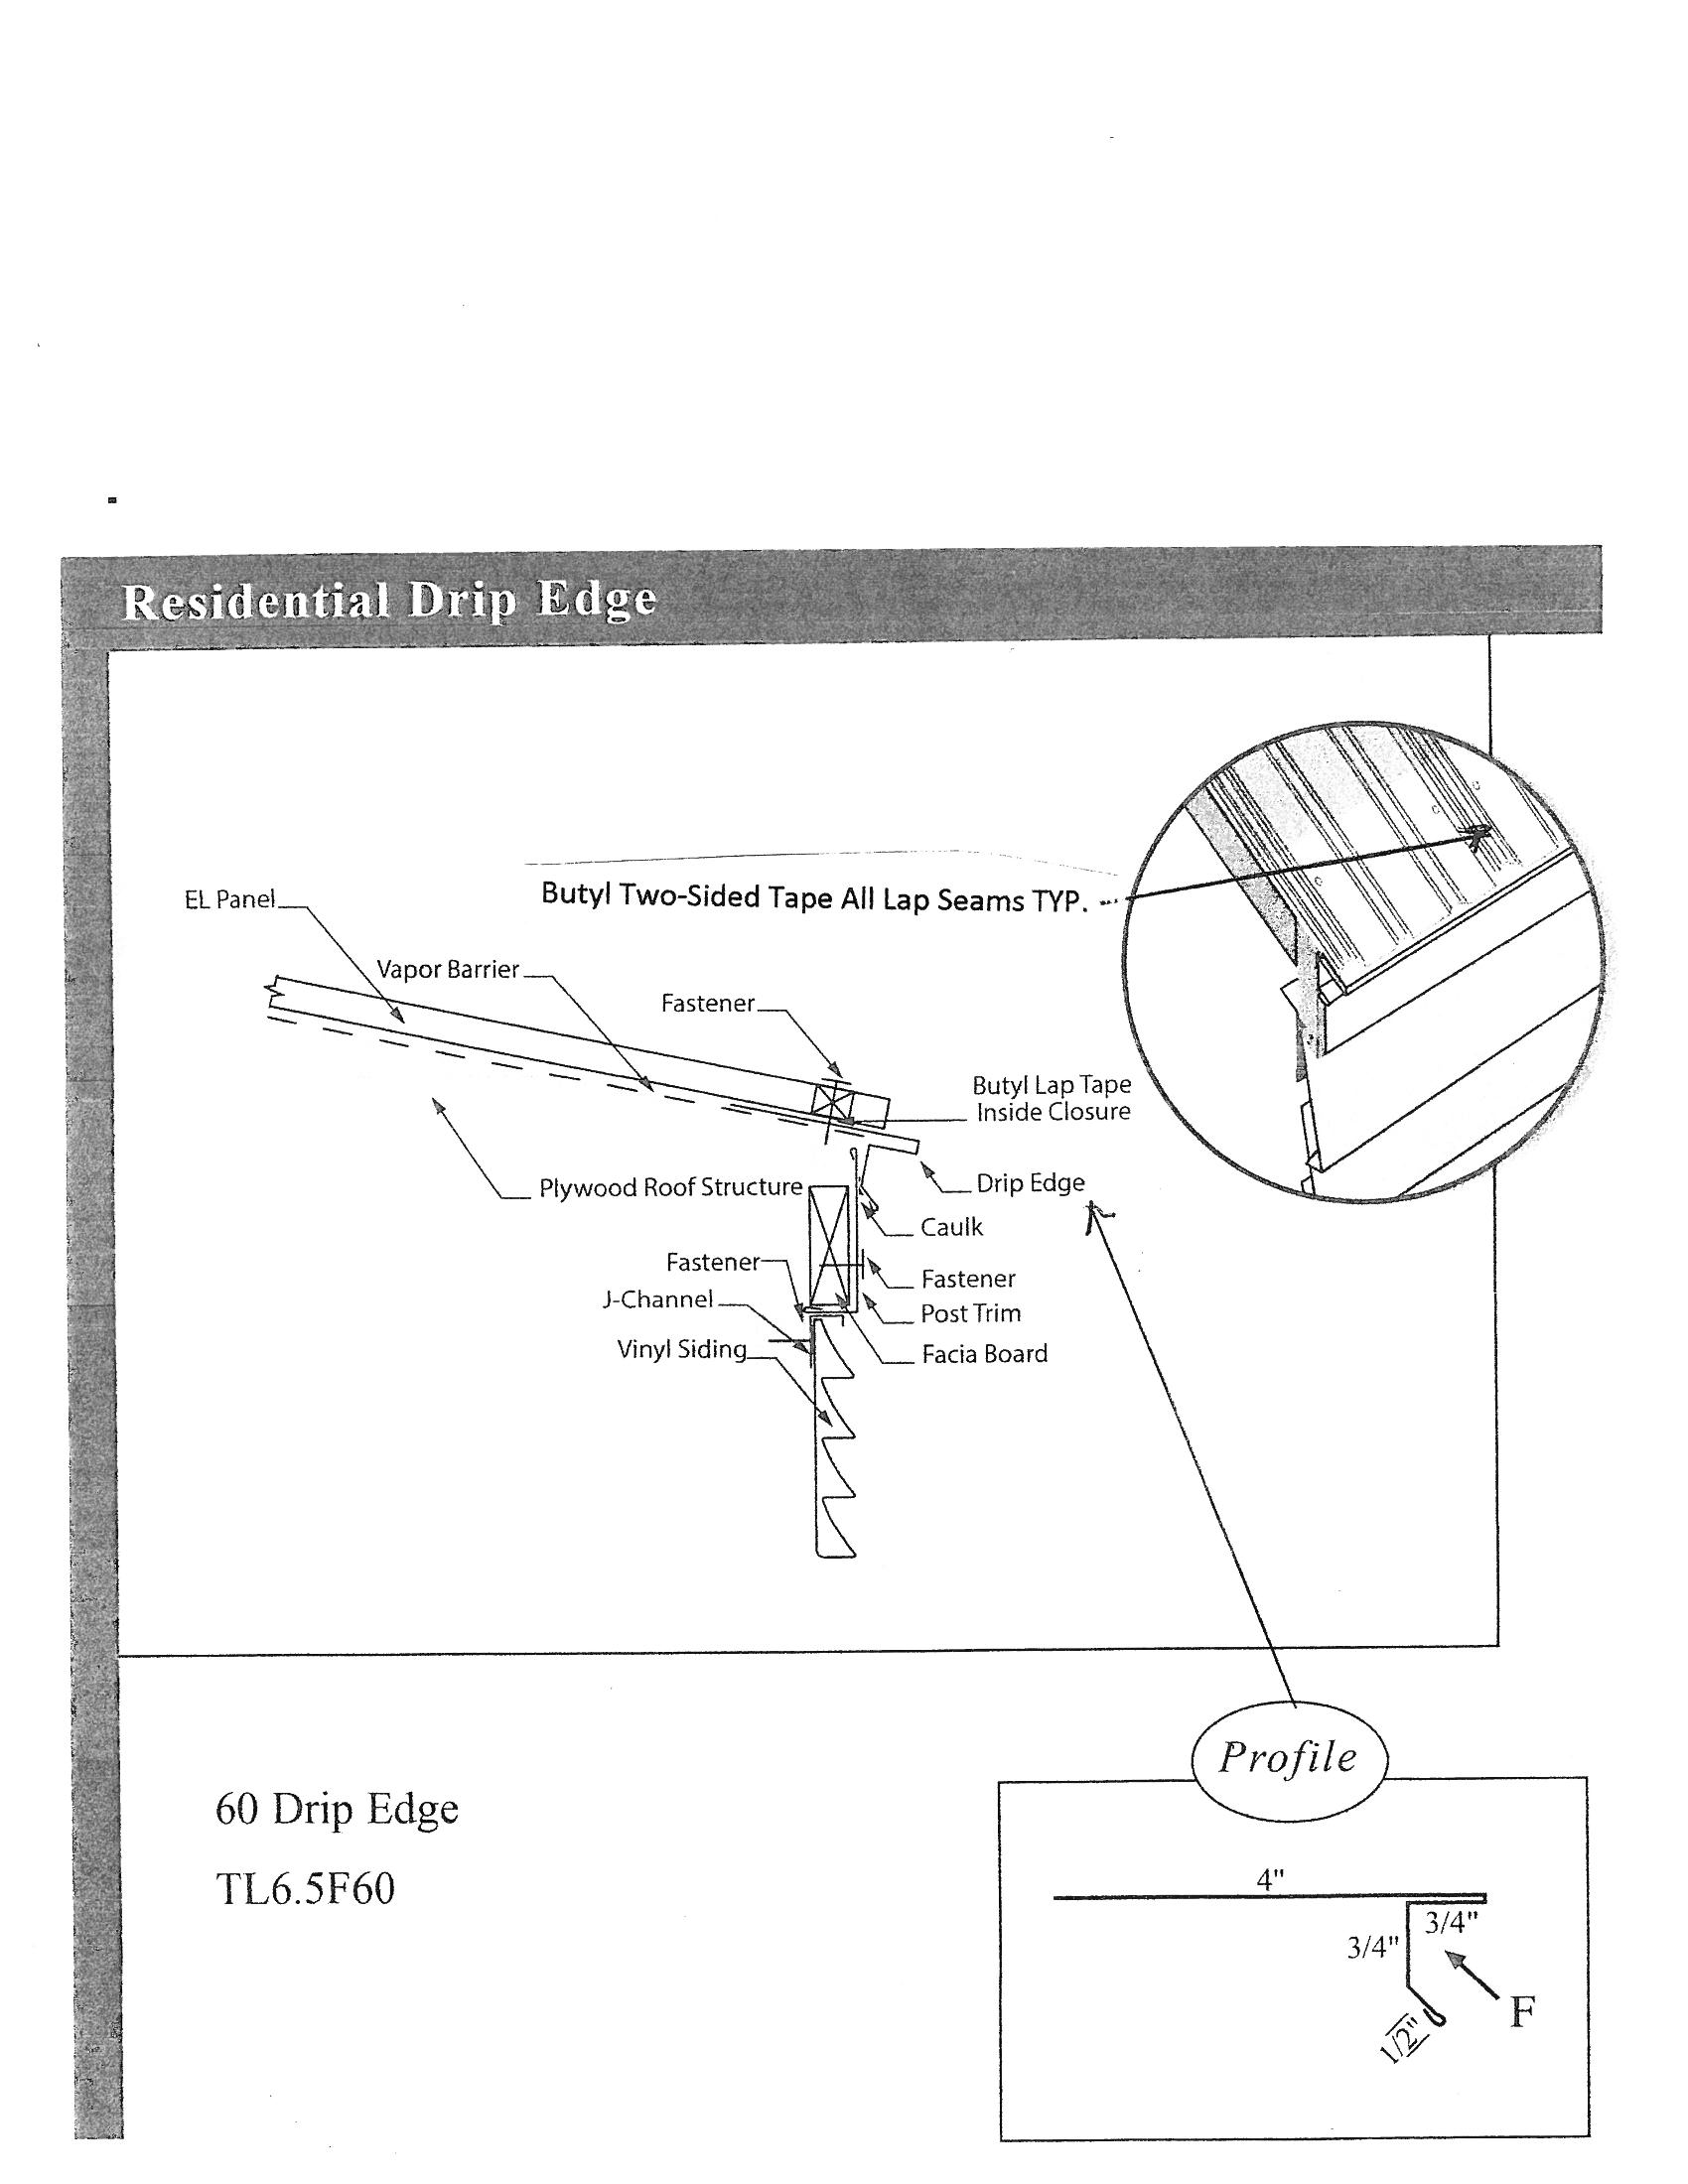 Residential Drip Edge
EL Panel
Butyl Two-Sided Tape All Lap Seams TYP.
Vapor Barrier
Fastener
Butyl Lap Tape
Inside Closure
Plywood Roof Structure
Drip Edge
Caulk
Fastener
Fastener
J-Channel
Post Trim
Vinyl Siding
Facia Board
Profile
60 Drip Edge
TL6.5F60
4"
3/4"
3/4"
F
1/2"